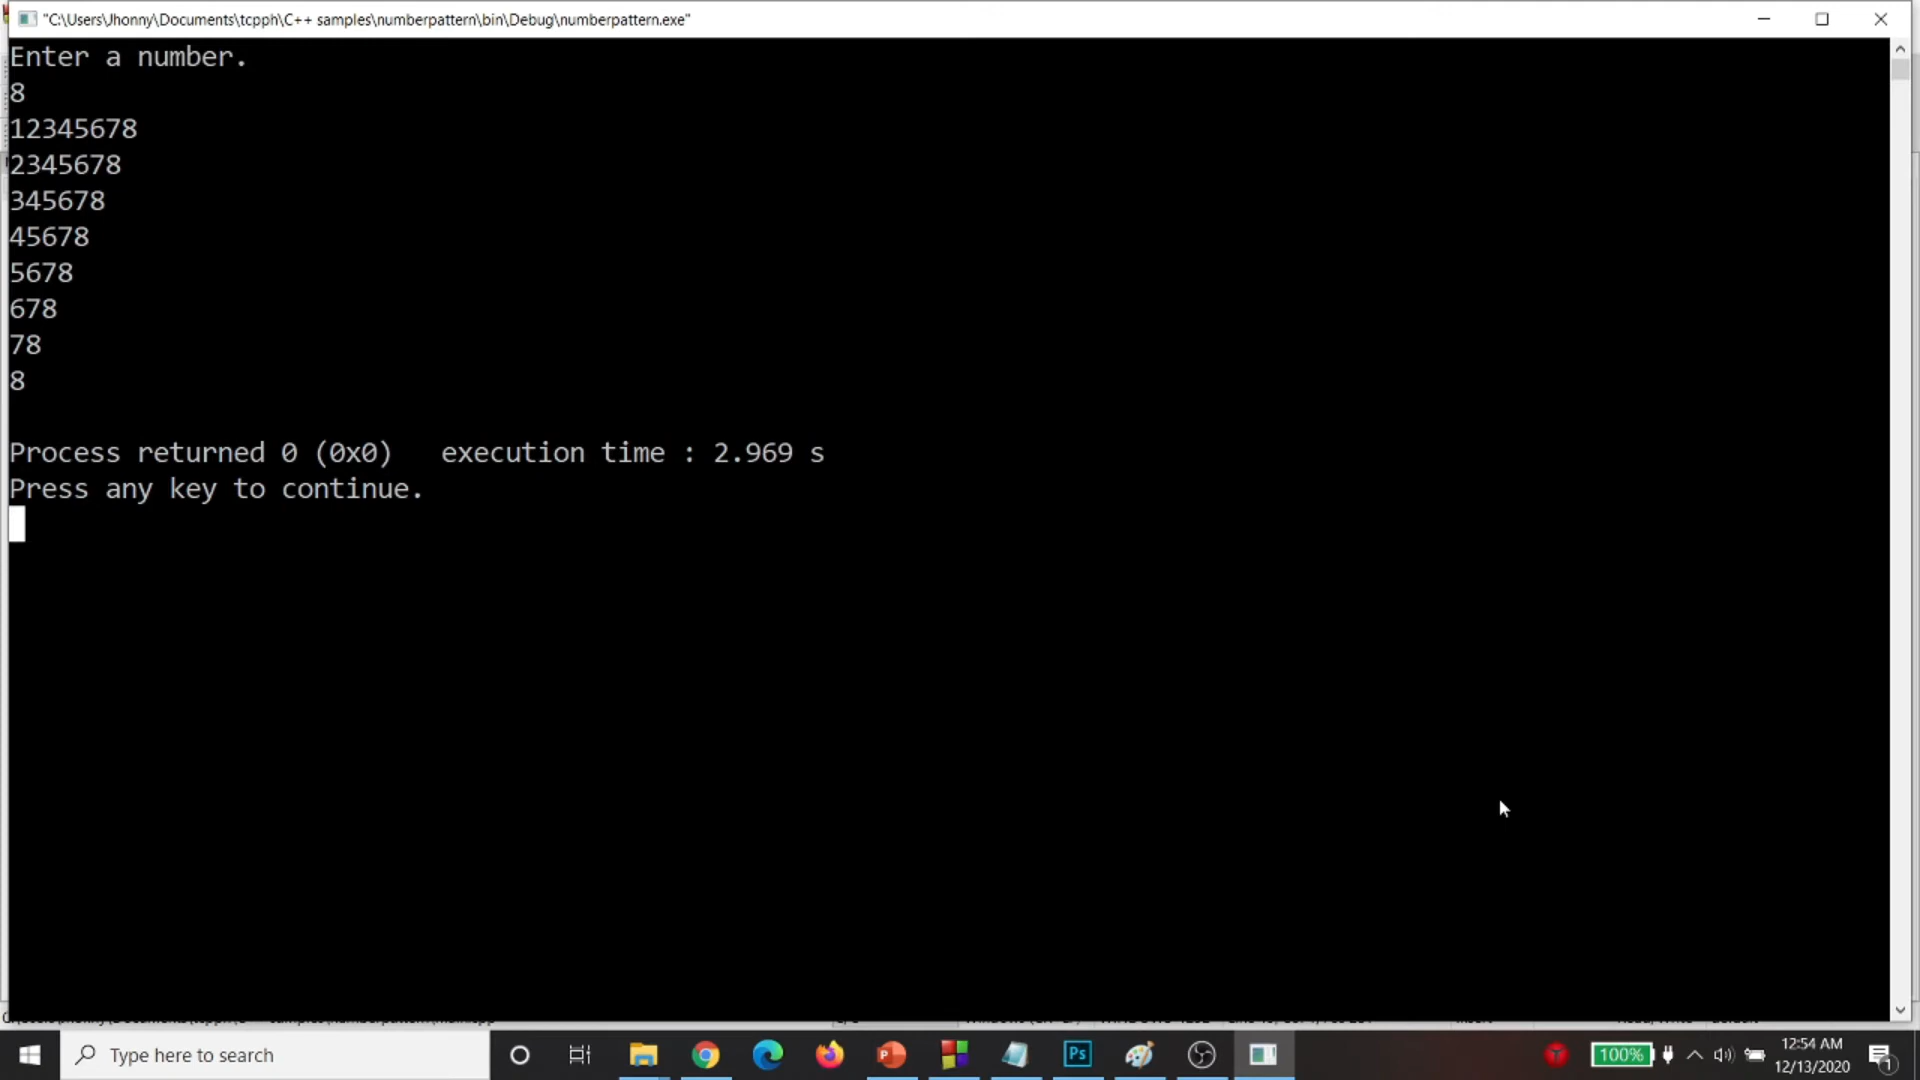 "C:\Users\Jhonny\Documents\tcpph\C++ samples\numberpattern\bin\Debug\numberpattern.exe"
Enter a number.
8
12345678
2345678
345678
45678
5678
678
78
8
Process returned 0 (0x0)   execution time : 2.969 s
Press any key to continue.
Type here to search
P
Ps
100%
12:54 AM
12/13/2020
1